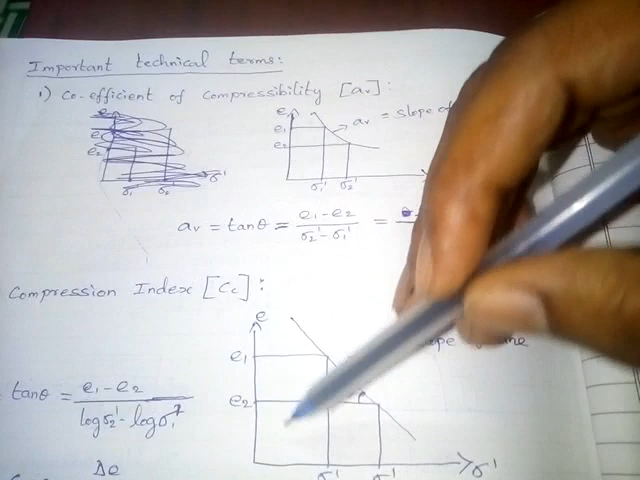 Important technical terms:
1) Co-efficient of compressibility [av]:
e
e1
e2
σ1' σ2'
σ'
e
e1
e2
av = slope of
σ1' σ2'
av = tanθ = e1-e2 / σ2'-σ1' =
Compression Index [Cc]:
e
e1
e2
= tanθ = e1-e2 / logσ2'-logσ1'
σ' σ' σ'
Δe